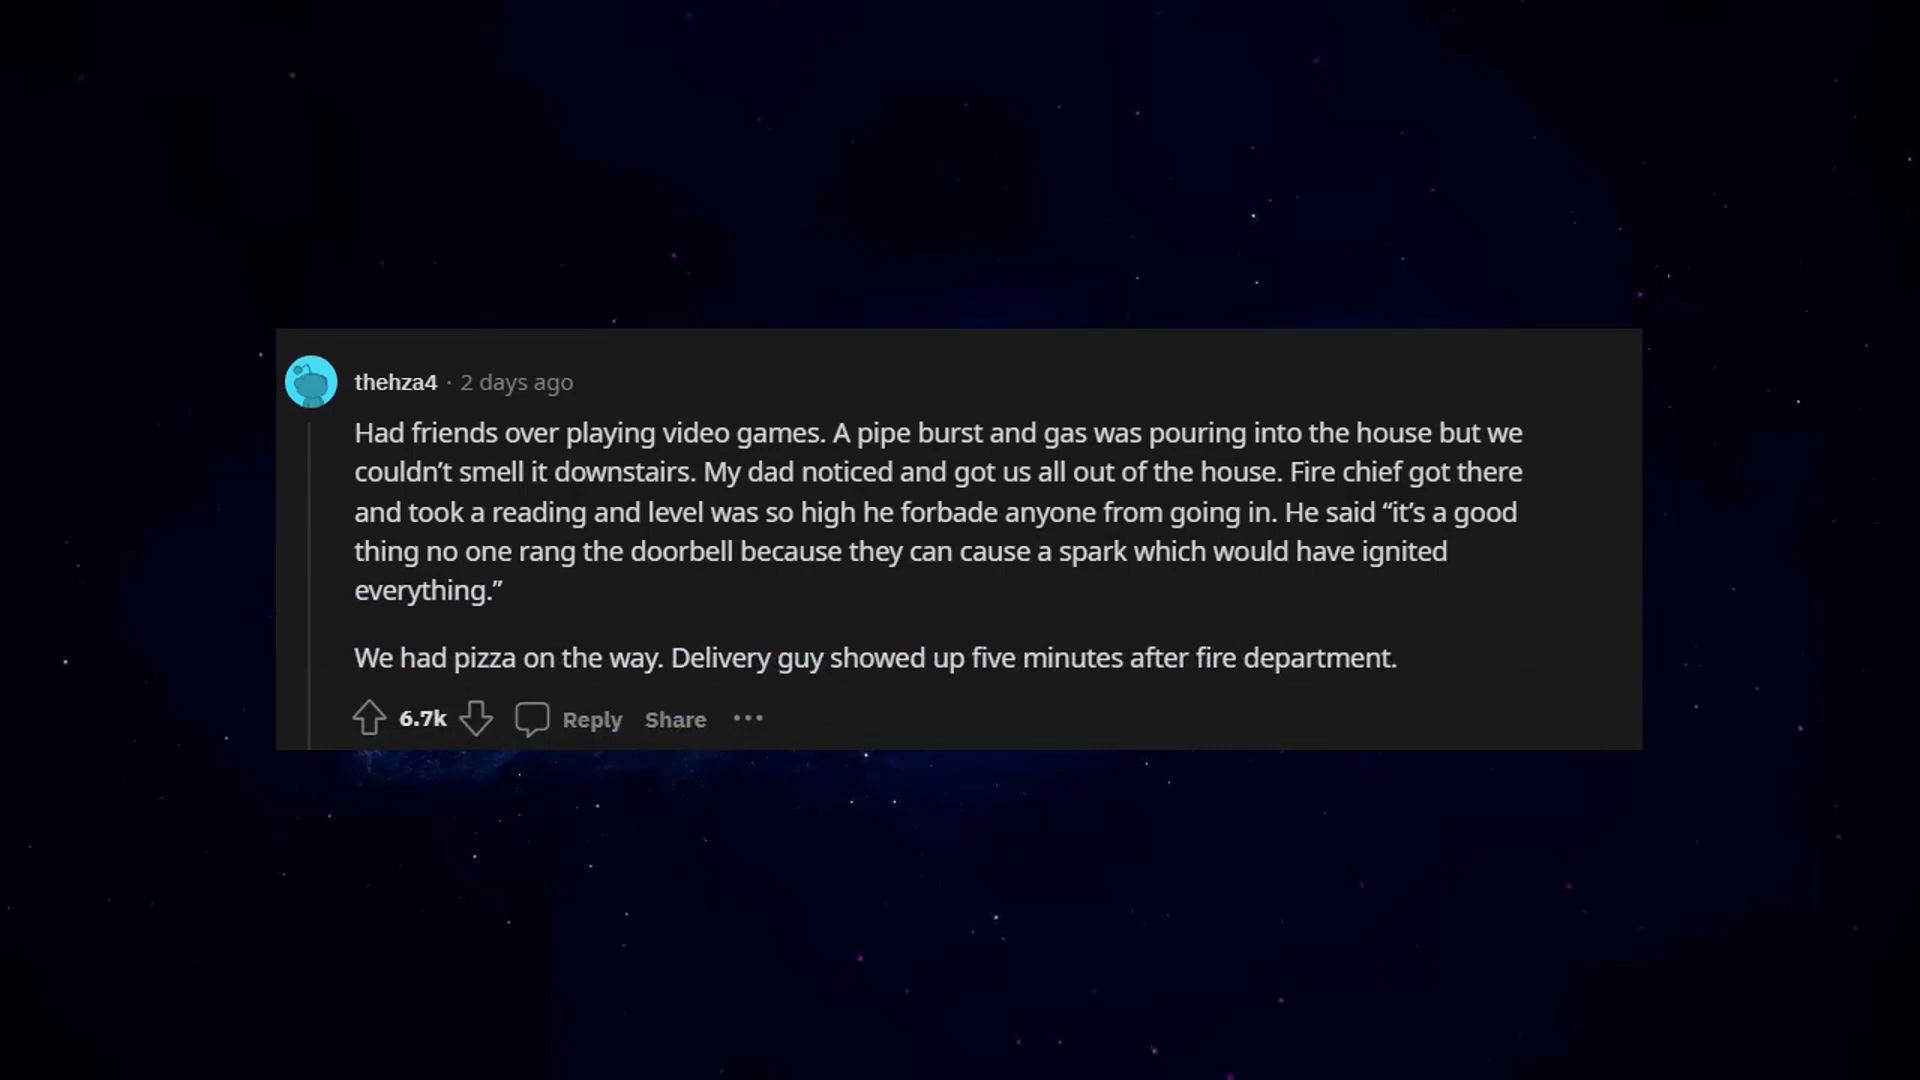 thehza4 · 2 days ago
Had friends over playing video games. A pipe burst and gas was pouring into the house but we
couldn’t smell it downstairs. My dad noticed and got us all out of the house. Fire chief got there
and took a reading and level was so high he forbade anyone from going in. He said “it’s a good
thing no one rang the doorbell because they can cause a spark which would have ignited
everything.”
We had pizza on the way. Delivery guy showed up five minutes after fire department.
6.7k Reply Share •••